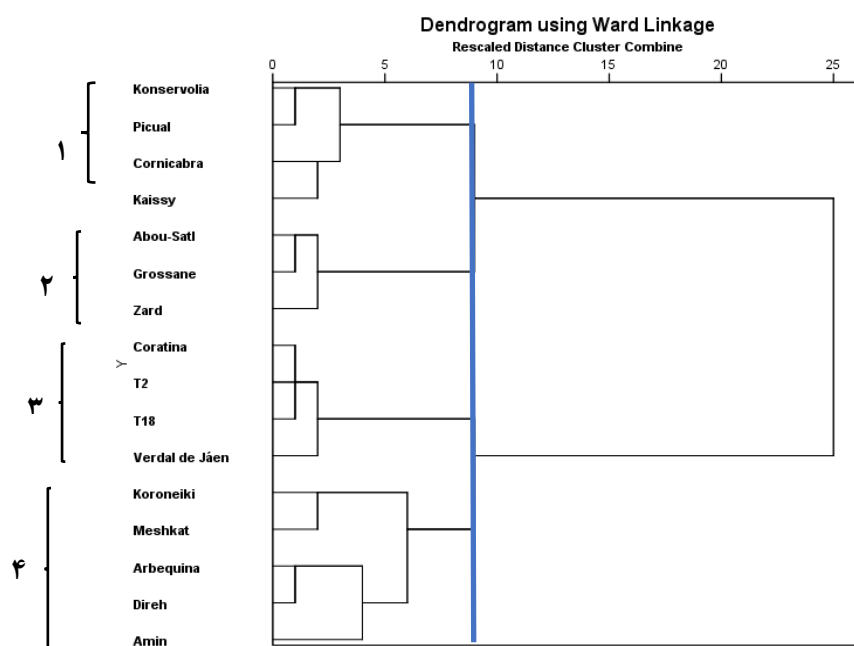 Dendrogram using Ward Linkage
Rescaled Distance Cluster Combine
0 5 10 15 20 25
Konservolia
Picual
۱
Cornicabra
Kaissy
Abou-Satl
۲
Grossane
Zard
Coratina
Y
T2
۳
T18
Verdal de Jáen
Koroneiki
Meshkat
۴
Arbequina
Direh
Amin